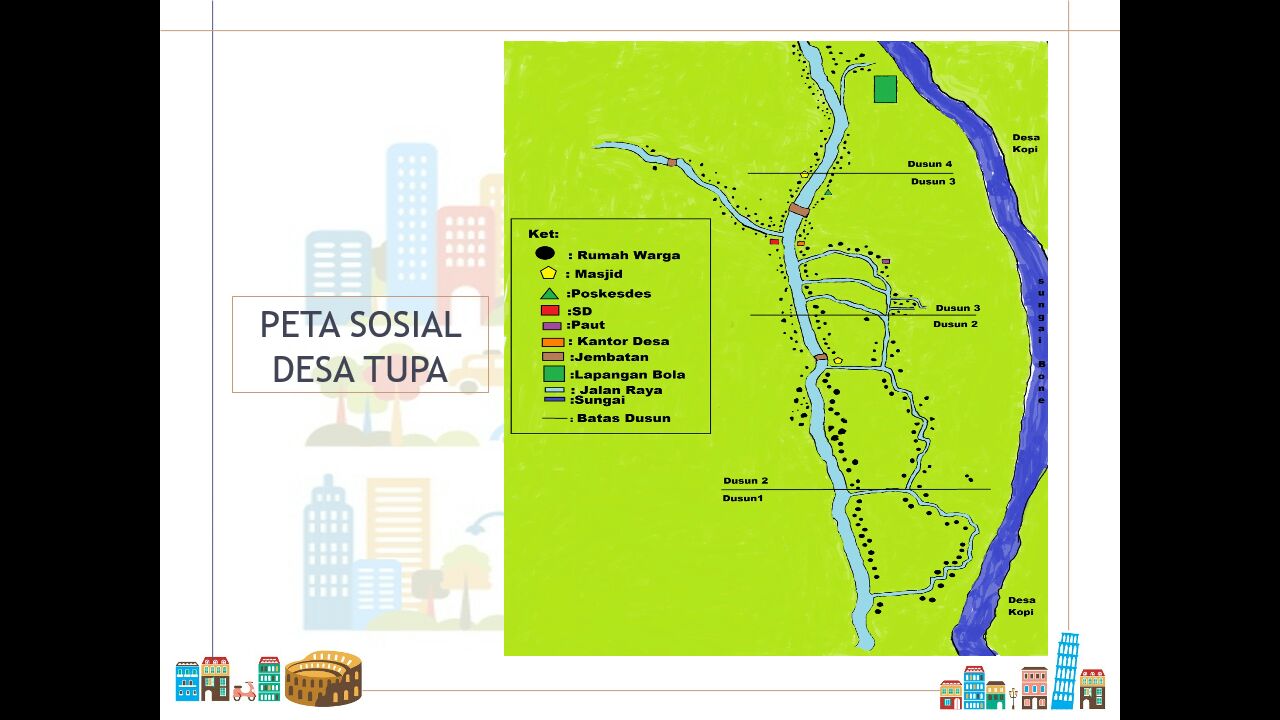 PETA SOSIAL
DESA TUPA
Ket:
: Rumah Warga
: Masjid
:Poskesdes
:SD
:Paut
: Kantor Desa
:Jembatan
:Lapangan Bola
: Jalan Raya
:Sungai
: Batas Dusun
Desa
Kopi
Dusun 4
Dusun 3
Dusun 3
Dusun 2
Dusun 2
Dusun1
sungai Bone
Desa
Kopi